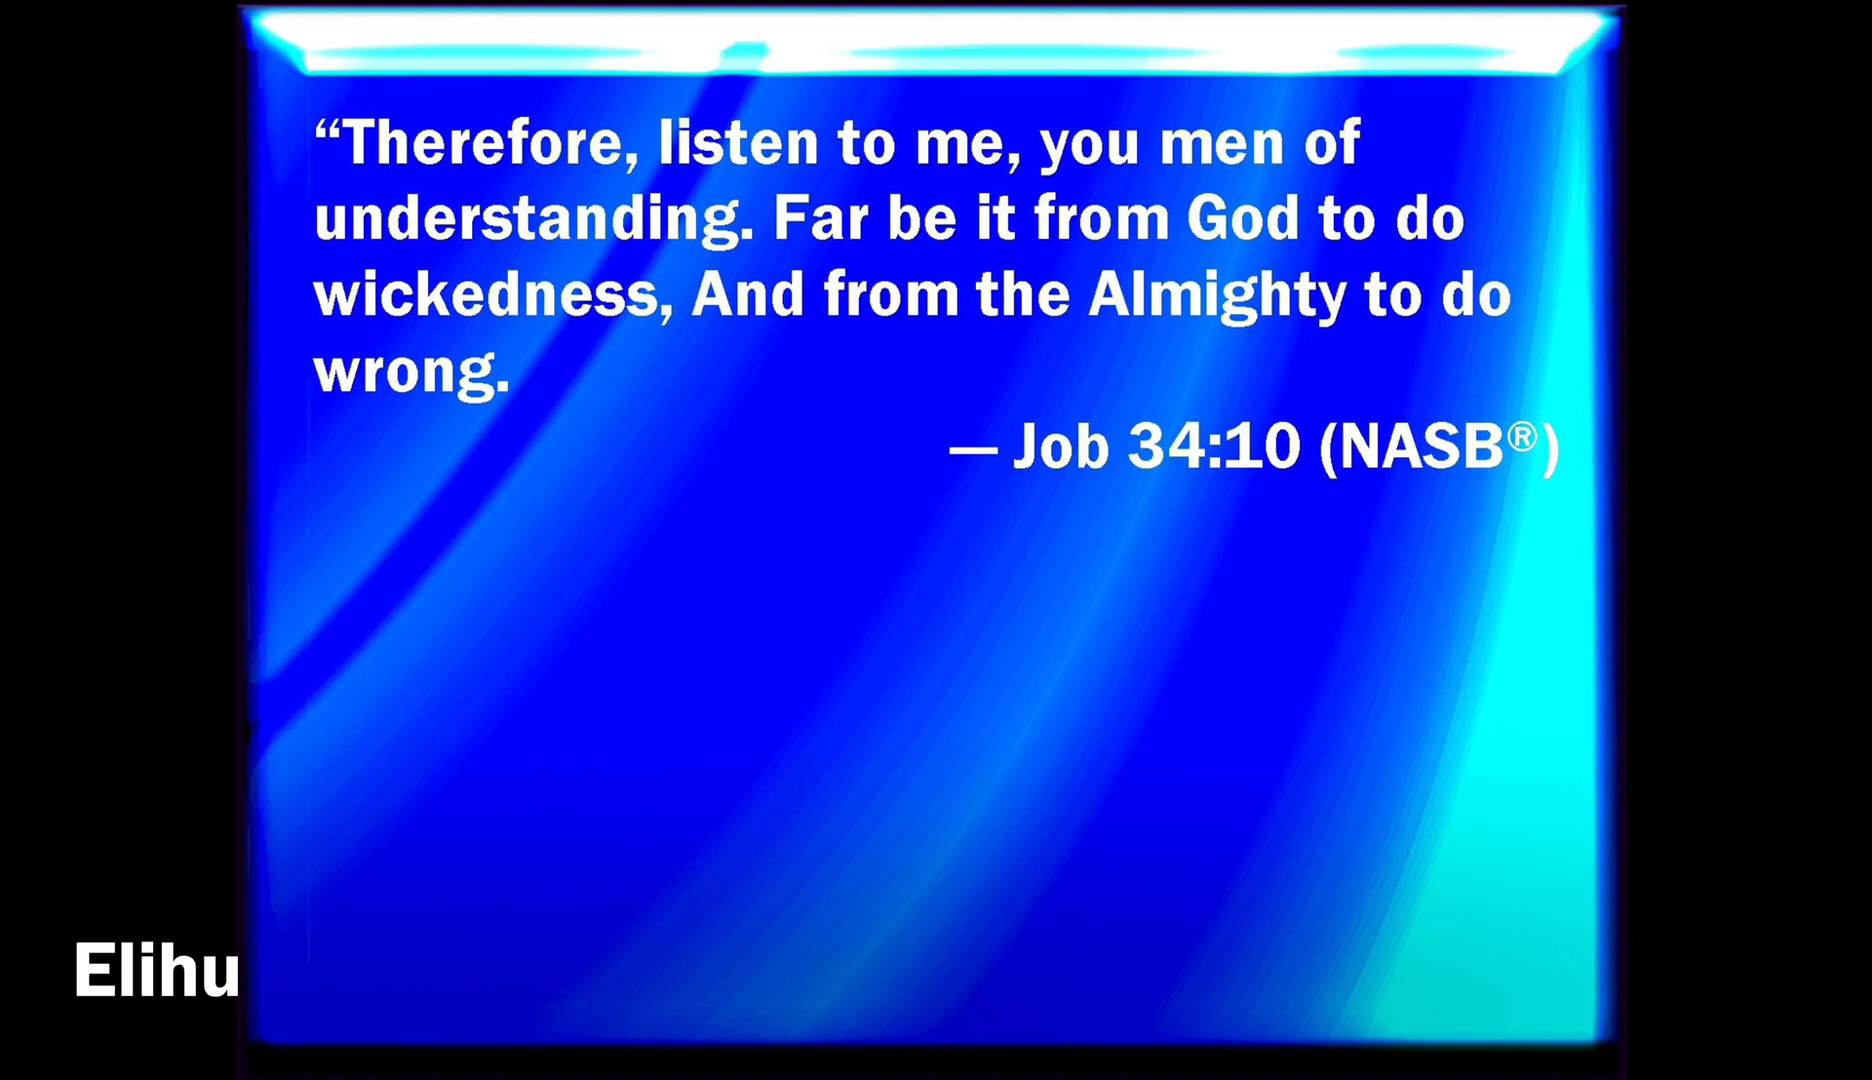 “Therefore, listen to me, you men of
understanding. Far be it from God to do
wickedness, And from the Almighty to do
wrong.
— Job 34:10 (NASB®)
Elihu